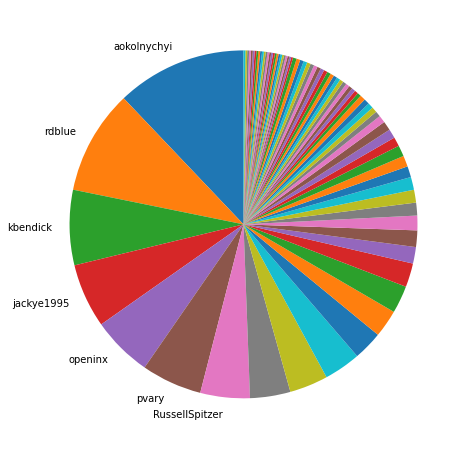 aokolnychyi
rdblue
kbendick
jackye1995
openinx
pvary
RussellSpitzer